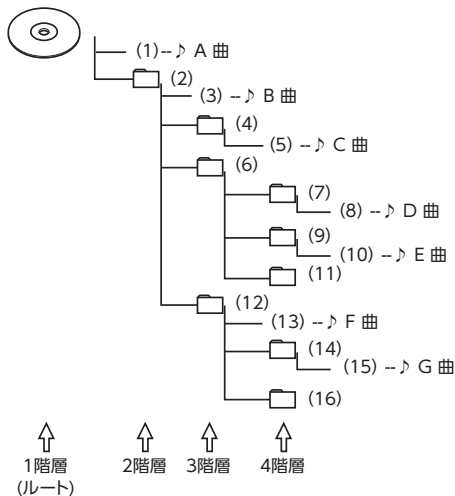 (1)--♪ A 曲
(2)
(3) --♪ B 曲
(4)
(5) --♪ C 曲
(6)
(7)
(8) --♪ D 曲
(9)
(10) --♪ E 曲
(11)
(12)
(13) --♪ F 曲
(14)
(15) --♪ G 曲
(16)
1階層 2階層 3階層 4階層
(ルート)